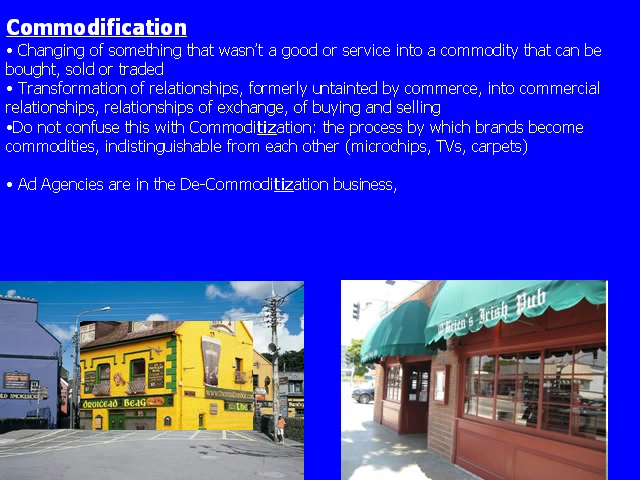 Commodification
• Changing of something that wasn't a good or service into a commodity that can be
bought, sold or traded
• Transformation of relationships, formerly untainted by commerce, into commercial
relationships, relationships of exchange, of buying and selling
•Do not confuse this with Commoditization: the process by which brands become
commodities, indistinguishable from each other (microchips, TVs, carpets)
• Ad Agencies are in the De-Commoditization business,
DROICEAD BEAG
O'Brien's Irish Pub